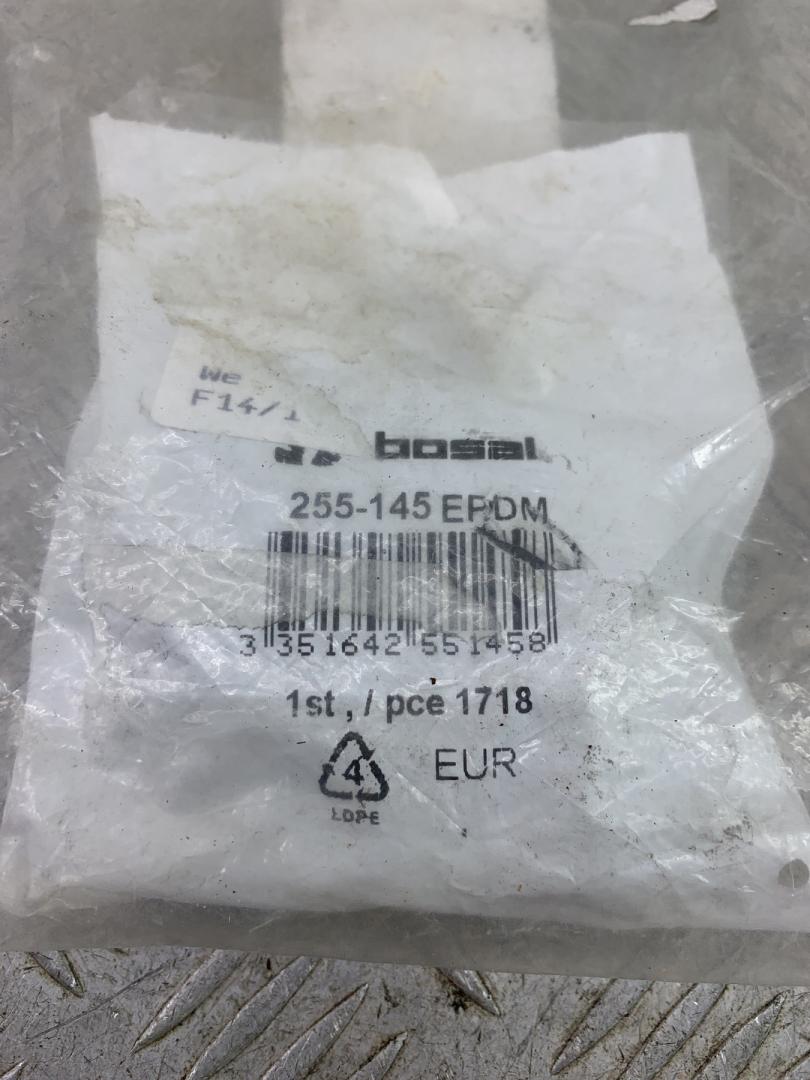 We
F14/1
bosal
255-145 EPDM
3 351642 551458
1st , / pce 1718
4 EUR
LDPE